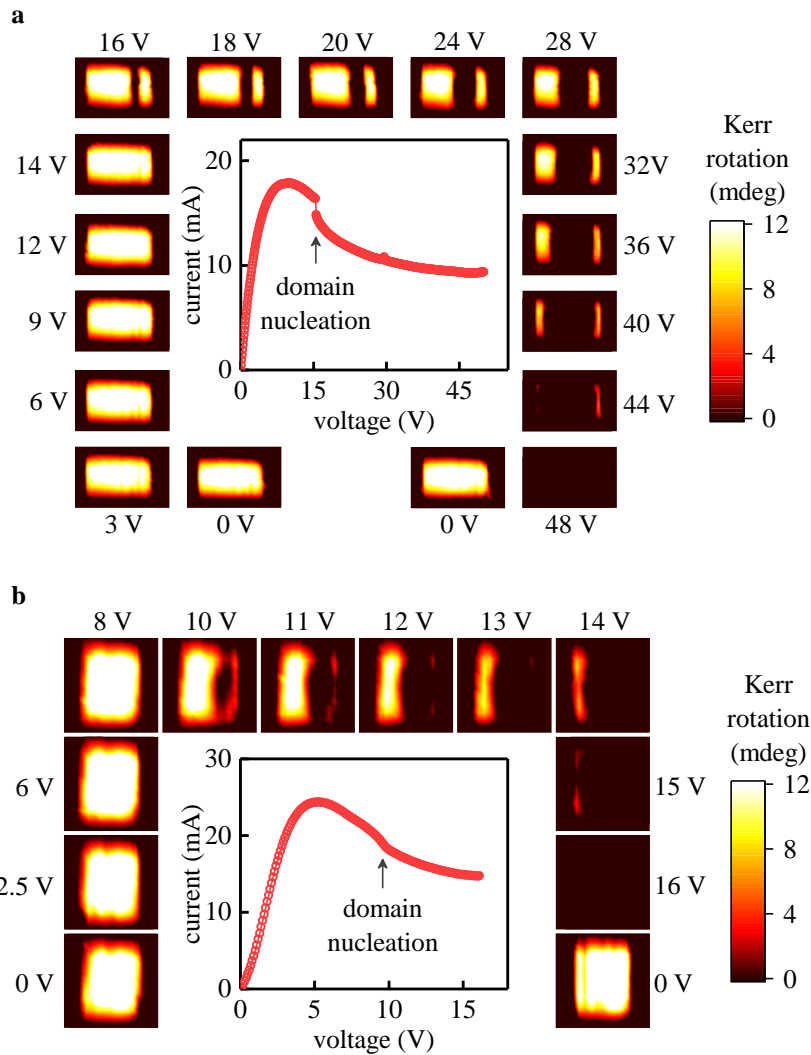 a
16 V 18 V 20 V 24 V 28 V
14 V
12 V
9 V
6 V
3 V 0 V 0 V 48 V
32V
36 V
40 V
44 V
current (mA)
20
10
0
0 15 30 45
voltage (V)
domain
nucleation
Kerr
rotation
(mdeg)
12
8
4
0
b
8 V 10 V 11 V 12 V 13 V 14 V
6 V
2.5 V
0 V
15 V
16 V
0 V
current (mA)
30
20
10
0
0 5 10 15
voltage (V)
domain
nucleation
Kerr
rotation
(mdeg)
12
8
4
0